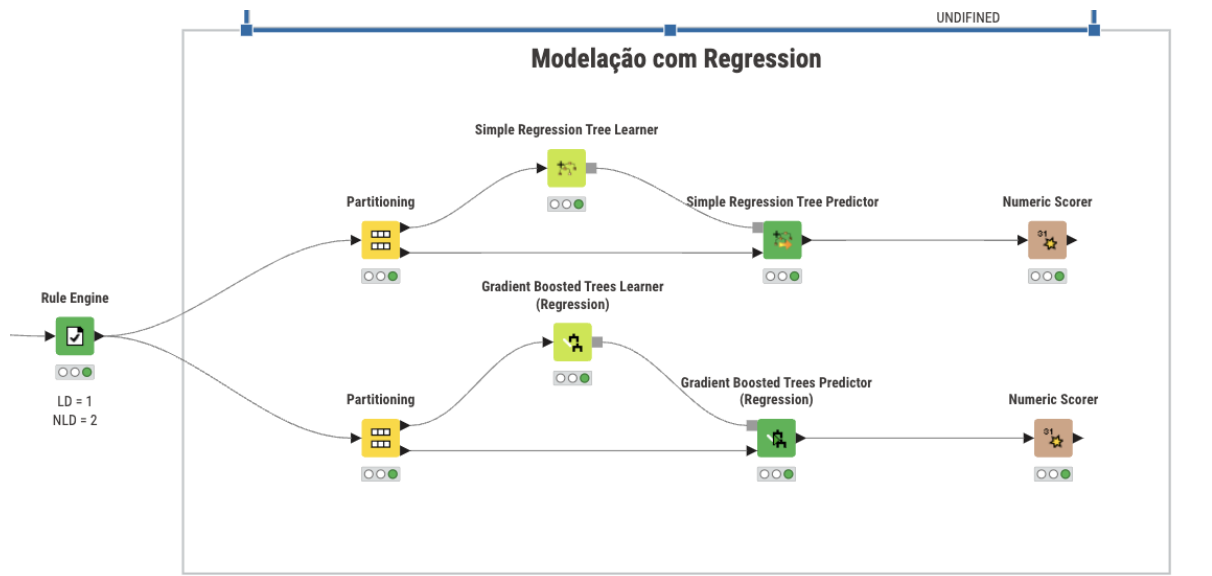 UNDIFINED
Modelação com Regression
Simple Regression Tree Learner
Partitioning
Simple Regression Tree Predictor
Numeric Scorer
Rule Engine
LD = 1
NLD = 2
Gradient Boosted Trees Learner
(Regression)
Partitioning
Gradient Boosted Trees Predictor
(Regression)
Numeric Scorer